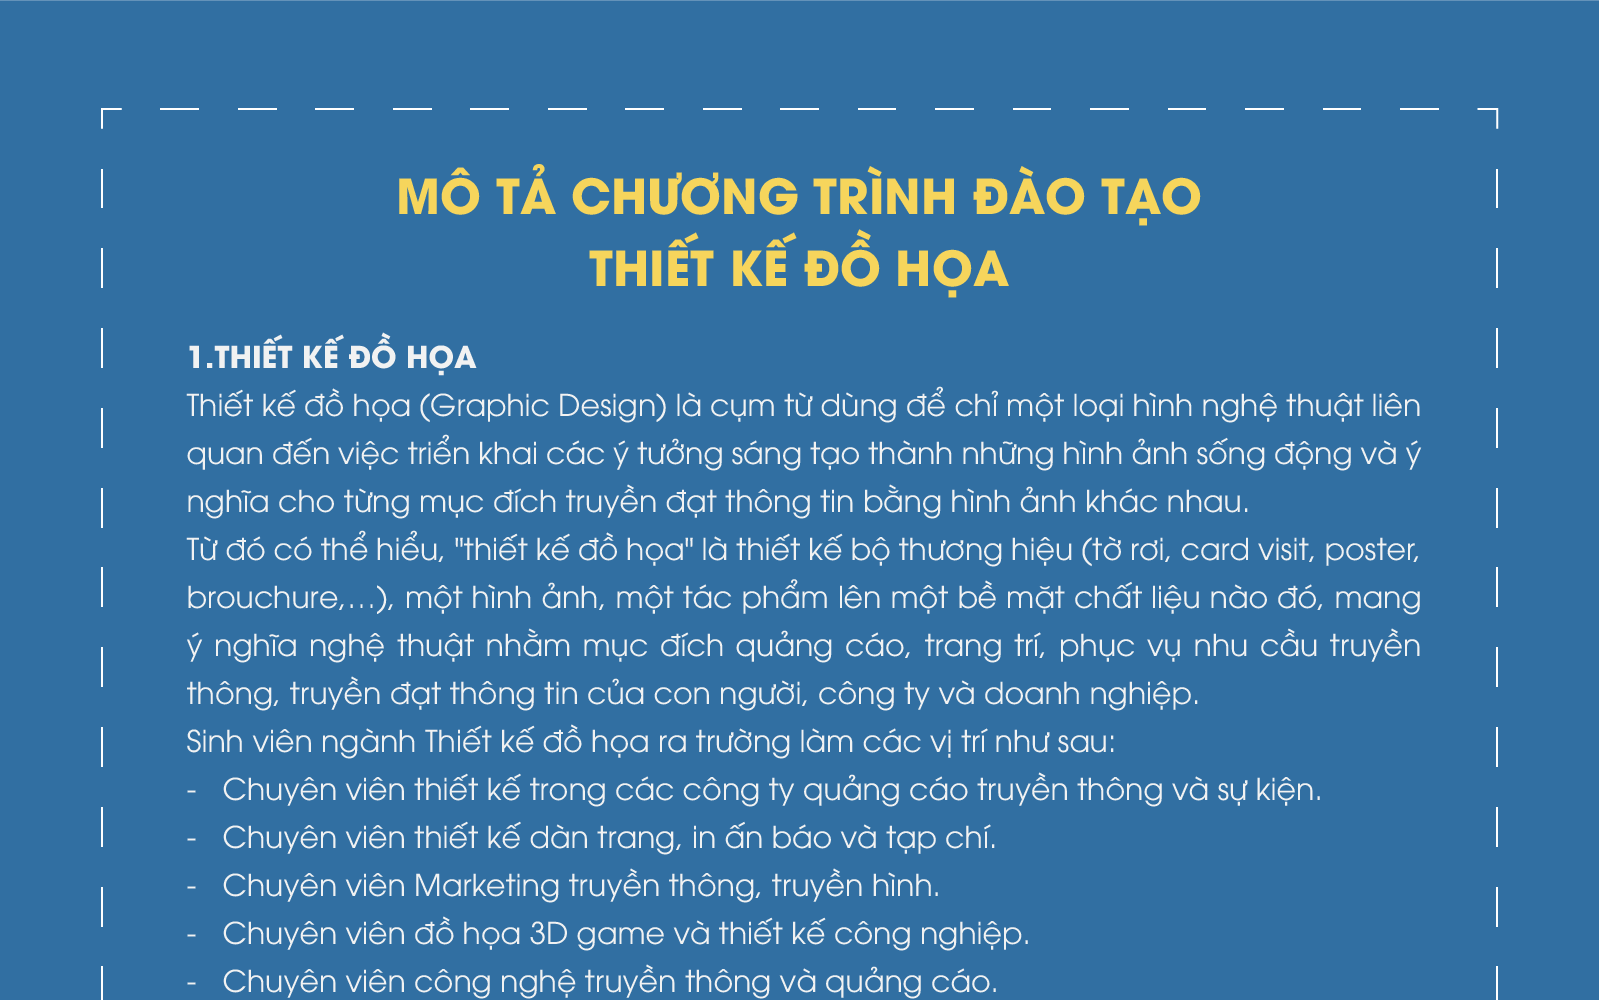 MÔ TẢ CHƯƠNG TRÌNH ĐÀO TẠO
THIẾT KẾ ĐỒ HỌA
1.THIẾT KẾ ĐỒ HỌA
Thiết kế đồ họa (Graphic Design) là cụm từ dùng để chỉ một loại hình nghệ thuật liên
quan đến việc triển khai các ý tưởng sáng tạo thành những hình ảnh sống động và ý
nghĩa cho từng mục đích truyền đạt thông tin bằng hình ảnh khác nhau.
Từ đó có thể hiểu, "thiết kế đồ họa" là thiết kế bộ thương hiệu (tờ rơi, card visit, poster,
brouchure,...), một hình ảnh, một tác phẩm lên một bề mặt chất liệu nào đó, mang
ý nghĩa nghệ thuật nhằm mục đích quảng cáo, trang trí, phục vụ nhu cầu truyền
thông, truyền đạt thông tin của con người, công ty và doanh nghiệp.
Sinh viên ngành Thiết kế đồ họa ra trường làm các vị trí như sau:
- Chuyên viên thiết kế trong các công ty quảng cáo truyền thông và sự kiện.
- Chuyên viên thiết kế dàn trang, in ấn báo và tạp chí.
- Chuyên viên Marketing truyền thông, truyền hình.
- Chuyên viên đồ họa 3D game và thiết kế công nghiệp.
- Chuyên viên công nghệ truyền thông và quảng cáo.